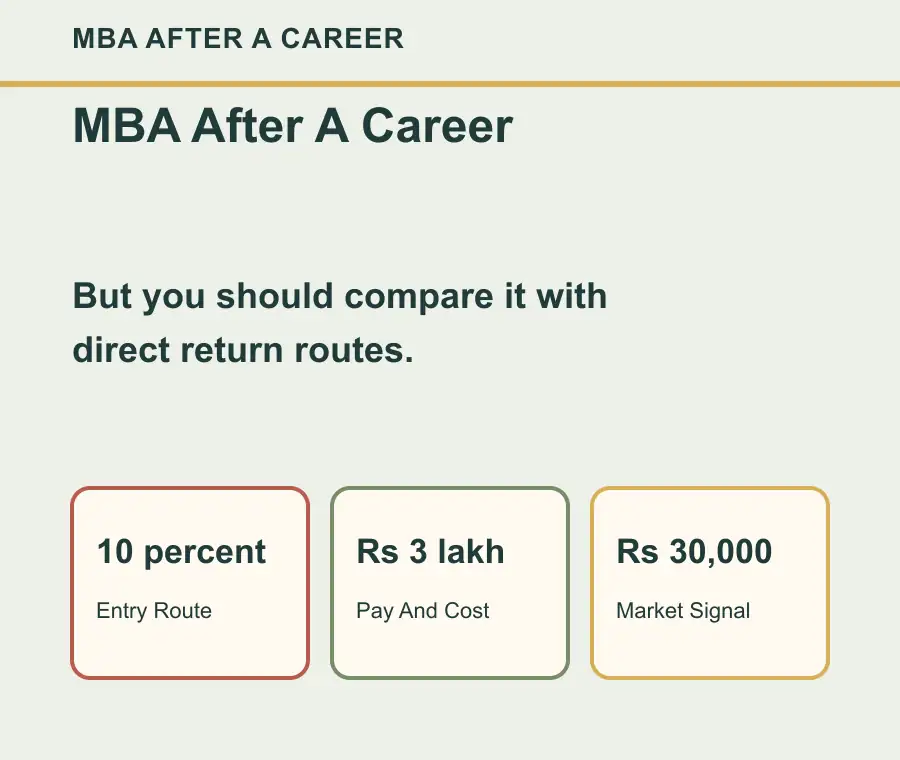 MBA AFTER A CAREER
MBA After A Career
But you should compare it with
direct return routes.
10 percent
Entry Route
Rs 3 lakh
Pay And Cost
Rs 30,000
Market Signal